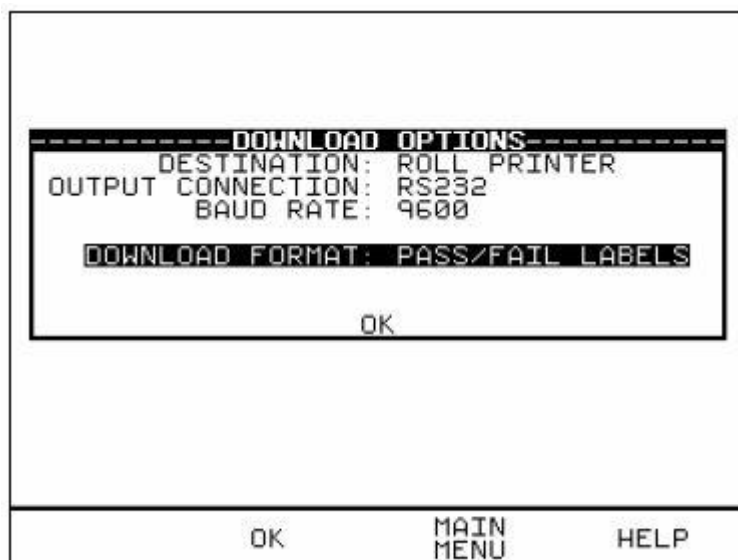 -----------DOWNLOAD OPTIONS-----------
DESTINATION: ROLL PRINTER
OUTPUT CONNECTION: RS232
BAUD RATE: 9600
DOWNLOAD FORMAT: PASS/FAIL LABELS
OK
OK
MAIN
MENU
HELP